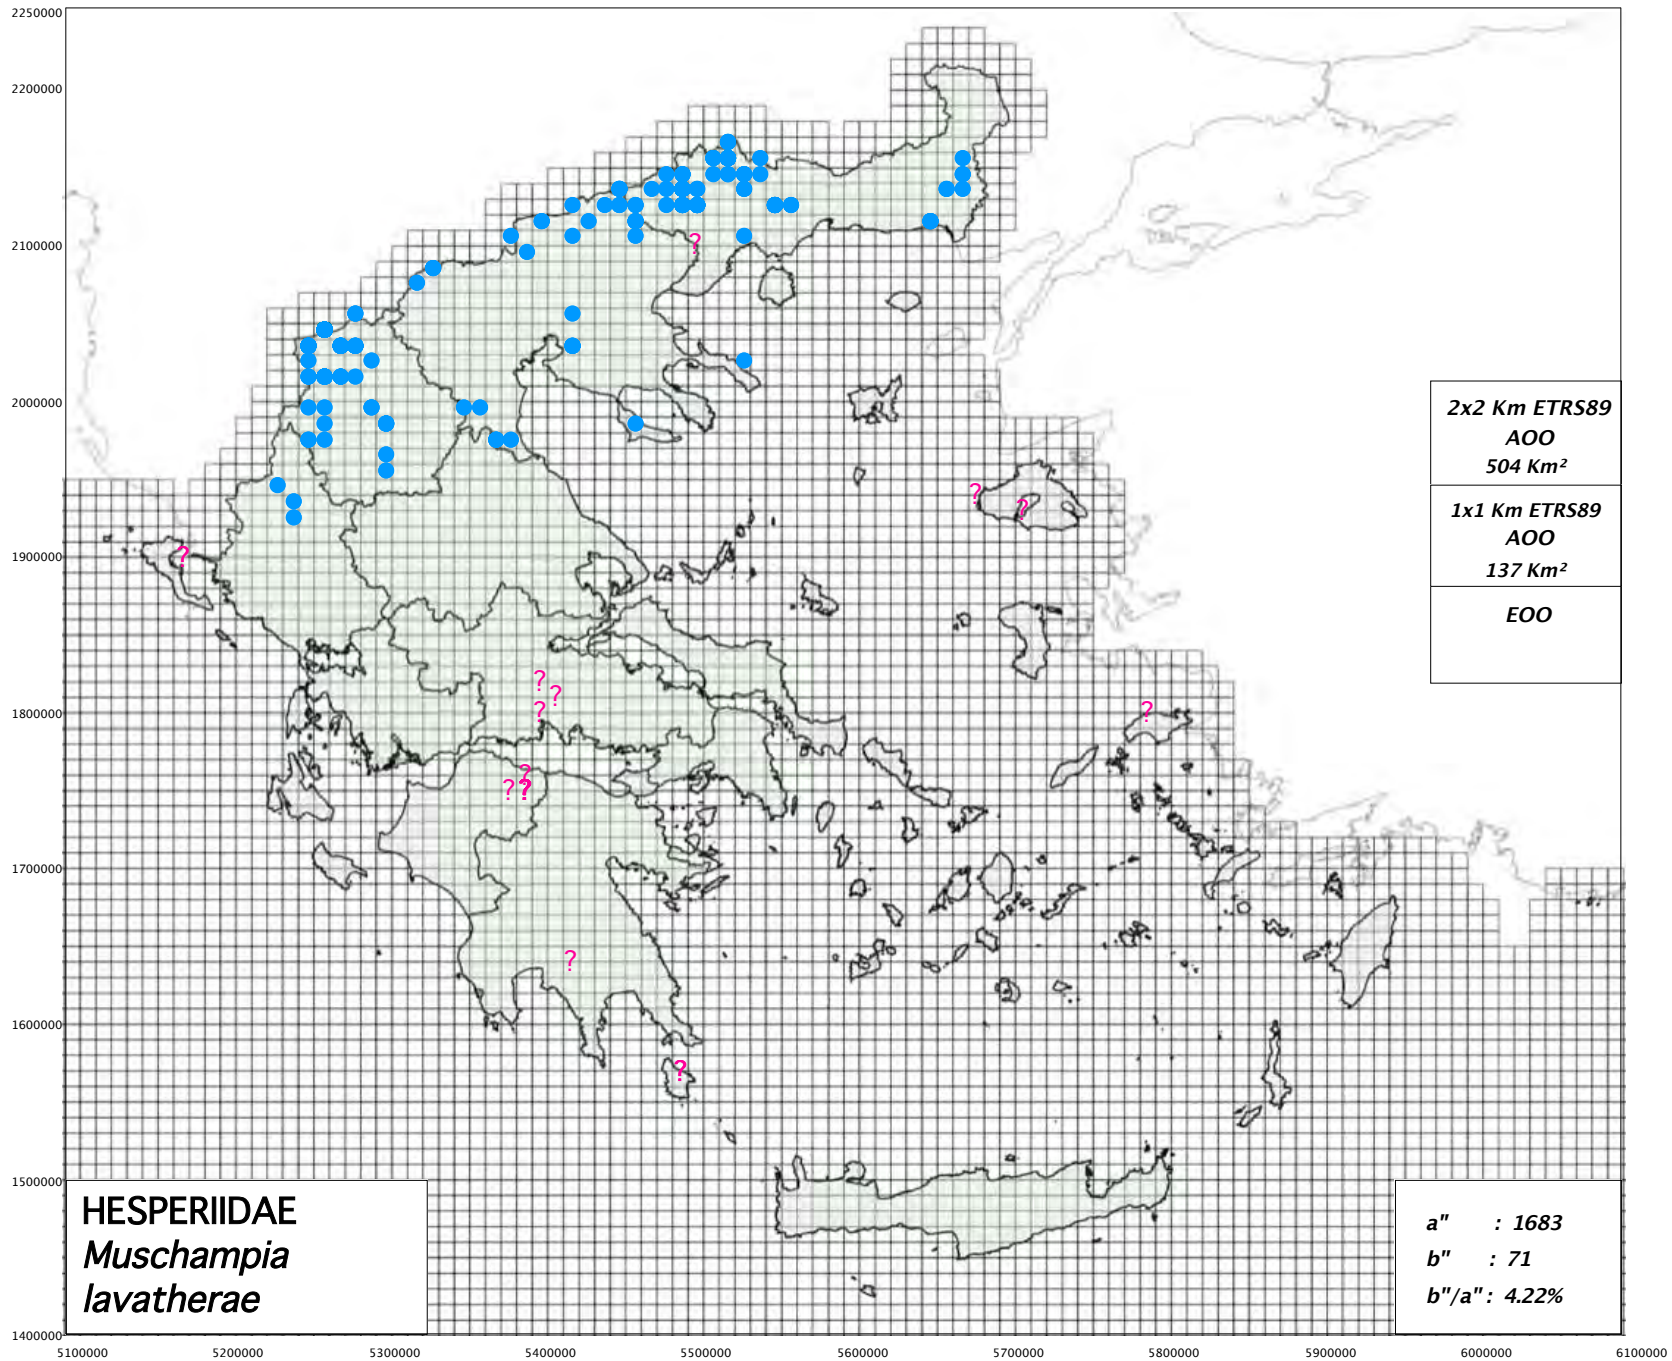 2250000
2200000
2100000
2000000
1900000
1800000
1700000
1600000
1500000
1400000
?
?
?
?
?
?
?
?
?
?
?
?
?
?
2x2 Km ETRS89
AOO
504 Km²
1x1 Km ETRS89
AOO
137 Km²
EOO
HESPERIIDAE
Muschampia
lavatherae
a" : 1683
b" : 71
b"/a" : 4.22%
5100000 5200000 5300000 5400000 5500000 5600000 5700000 5800000 5900000 6000000 6100000